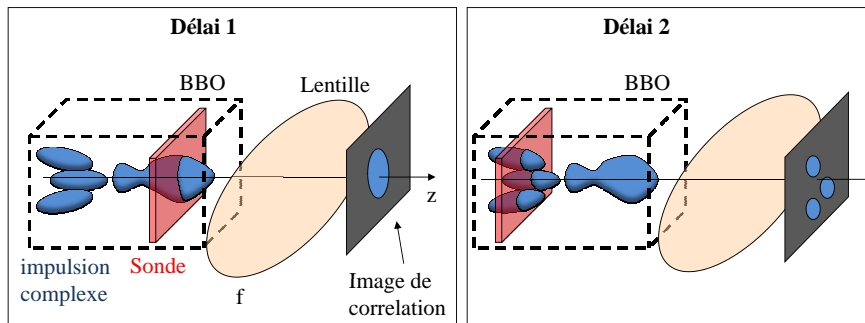 Délai 1
BBO
Lentille
z
impulsion
complexe
Sonde
f
Image de
correlation
Délai 2
BBO